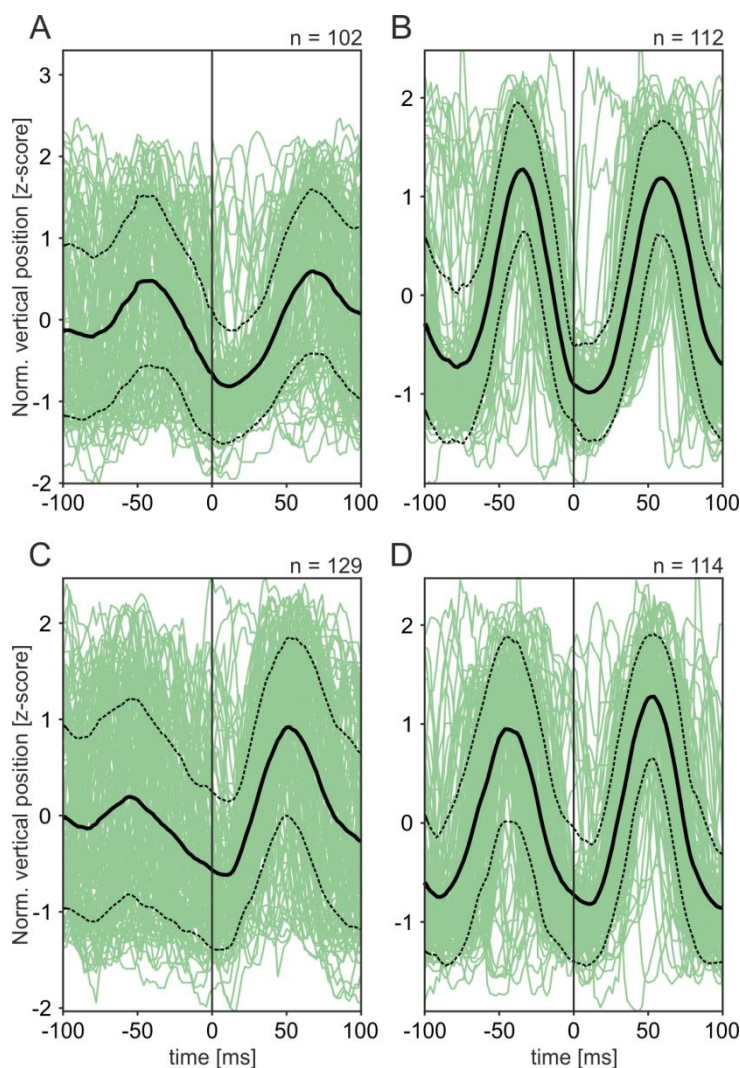 A
n = 102
Norm. vertical position [z-score]
3
2
1
0
-1
-2
-100 -50 0 50 100
B
n = 112
2
1
0
-1
-100 -50 0 50 100
C
n = 129
Norm. vertical position [z-score]
2
1
0
-1
-2
-100 -50 0 50 100
time [ms]
D
n = 114
2
1
0
-1
-100 -50 0 50 100
time [ms]